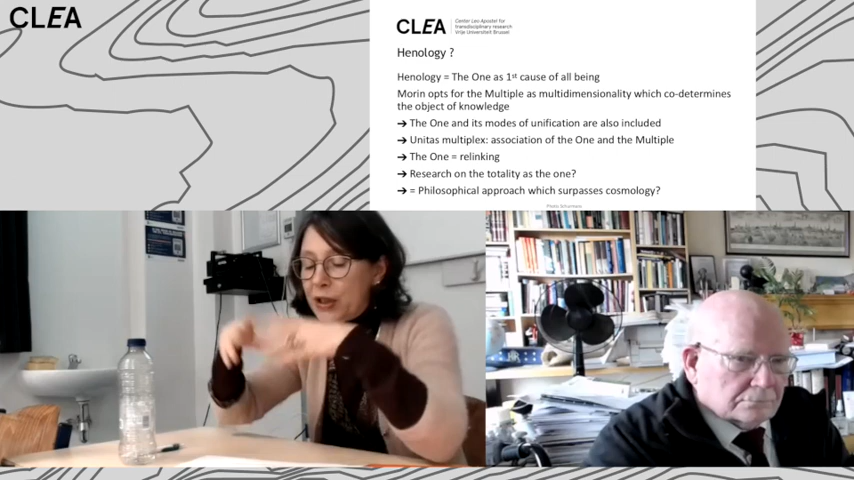 CLEA
CLEA
Center Leo Apostel for
transdisciplinary research
Vrije Universiteit Brussel
Henology ?
Henology = The One as 1st cause of all being
Morin opts for the Multiple as multidimensionality which co-determines
the object of knowledge
➔ The One and its modes of unification are also included
➔ Unitas multiplex: association of the One and the Multiple
➔ The One = relinking
➔ Research on the totality as the one?
➔ = Philosophical approach which surpasses cosmology?